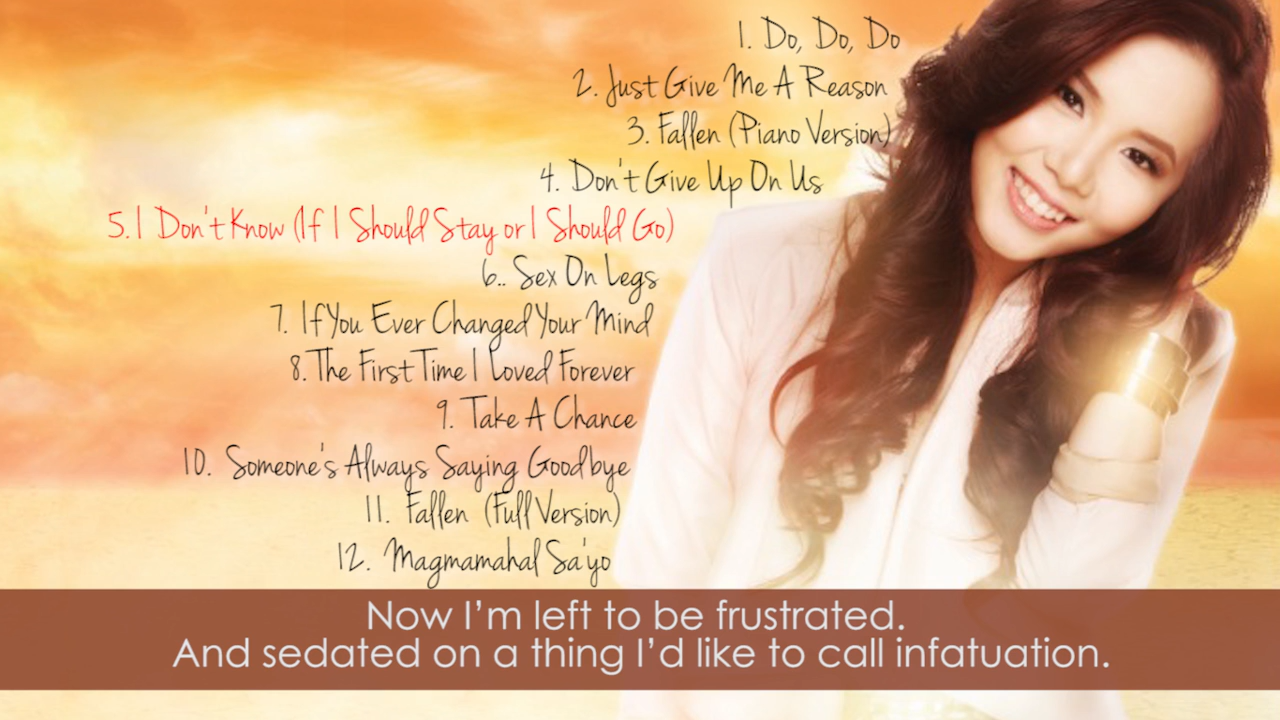 1. Do, Do, Do
2. Just Give Me A Reason
3. Fallen (Piano Version)
4. Don't Give Up On Us
5. I Don't Know (If I Should Stay or I Should Go)
6.. Sex On Legs
7. If You Ever Changed Your Mind
8. The First Time I Loved Forever
9. Take A Chance
10. Someone's Always Saying Goodbye
11. Fallen (Full Version)
12. Magmamahal Sa'yo
Now I’m left to be frustrated.
And sedated on a thing I’d like to call infatuation.